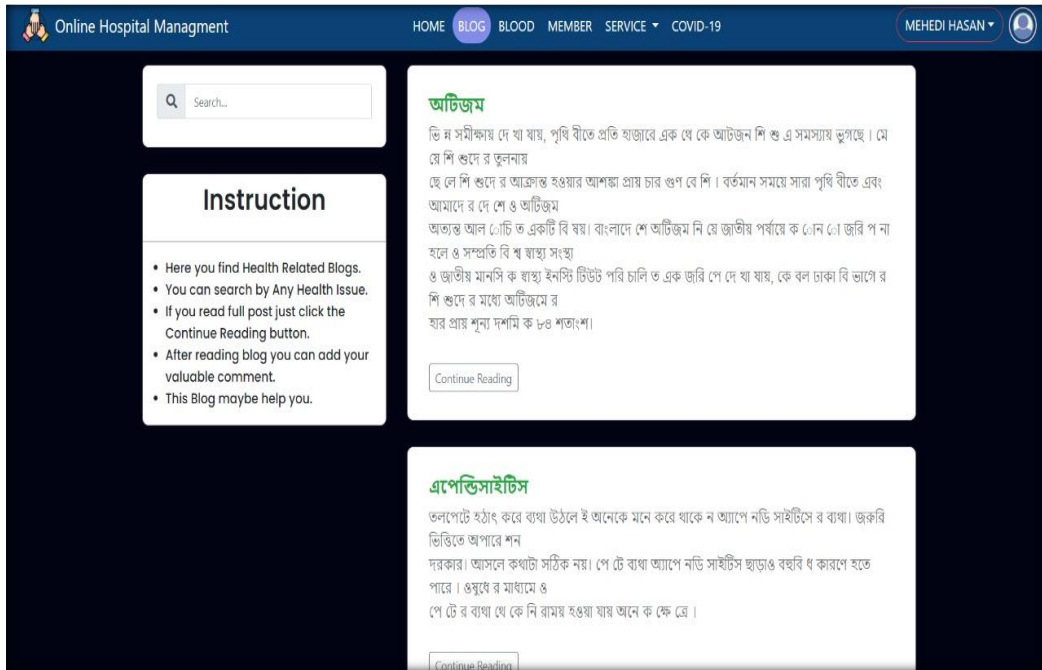 Online Hospital Managment
HOME BLOG BLOOD MEMBER SERVICE COVID-19
MEHEDI HASAN
Search...
Instruction
• Here you find Health Related Blogs.
• You can search by Any Health Issue.
• If you read full post just click the
Continue Reading button.
• After reading blog you can add your
valuable comment.
• This Blog maybe help you.
অটিজম
ভি ন্ন সমীক্ষায় দে খা যায়, পৃথি বীতে প্রতি হাজারে এক থে কে আটজন শি শু এ সমস্যায় ভুগছে । মে
য়ে শি শুদে র তুলনায়
ছে লে শি শুদে র আক্রান্ত হওয়ার আশঙ্কা প্রায় চার গুণ বে শি । বর্তমান সময়ে সারা পৃথি বীতে এবং
আমাদে র দে শে ও অটিজম
অত্যন্ত আল োচি ত একটি বি ষয়। বাংলাদে শে অটিজম নি য়ে জাতীয় পর্যায়ে ক োন ো জরি প না
হলে ও সম্প্রতি বি শ্ব স্বাস্থ্য সংস্থা
ও জাতীয় মানসি ক স্বাস্থ্য ইনস্টি টিউট পরি চালি ত এক জরি পে দে খা যায়, কে বল ঢাকা বি ভাগে র
শি শুদে র মধ্যে অটিজমে র
হার প্রায় শূন্য দশমি ক ৮৪ শতাংশ।
Continue Reading
এপেন্ডিসাইটিস
তলপেটে হঠাৎ করে ব্যথা উঠলে ই অনেকে মনে করে থাকে ন অ্যাপে নডি সাইটিসে র ব্যথা। জরুরি
ভিত্তিতে অপারে শন
দরকার। আসলে কথাটা সঠিক নয়। পে টে ব্যথা অ্যাপে নডি সাইটিস ছাড়াও বহুবি ধ কারণে হতে
পারে । ওষুধে র মাধ্যমে ও
পে টে র ব্যথা থে কে নি রাময় হওয়া যায় অনে ক ক্ষে ত্রে ।
Continue Reading